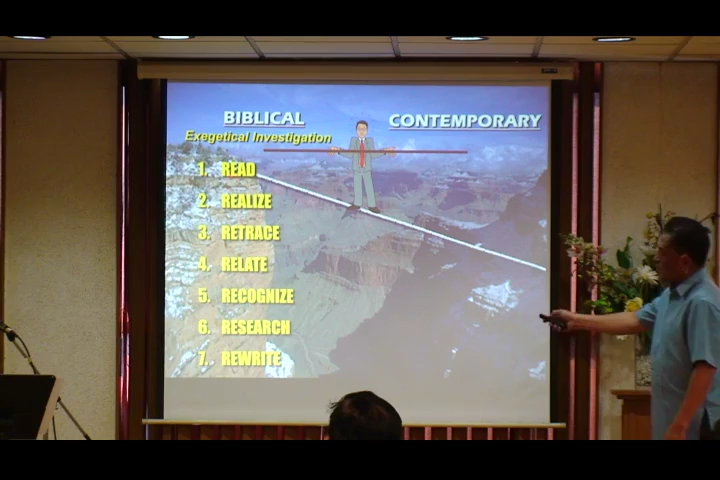 BIBLICAL
CONTEMPORARY
Exegetical Investigation
1. READ
2. REALIZE
3. RETRACE
4. RELATE
5. RECOGNIZE
6. RESEARCH
7. REWRITE